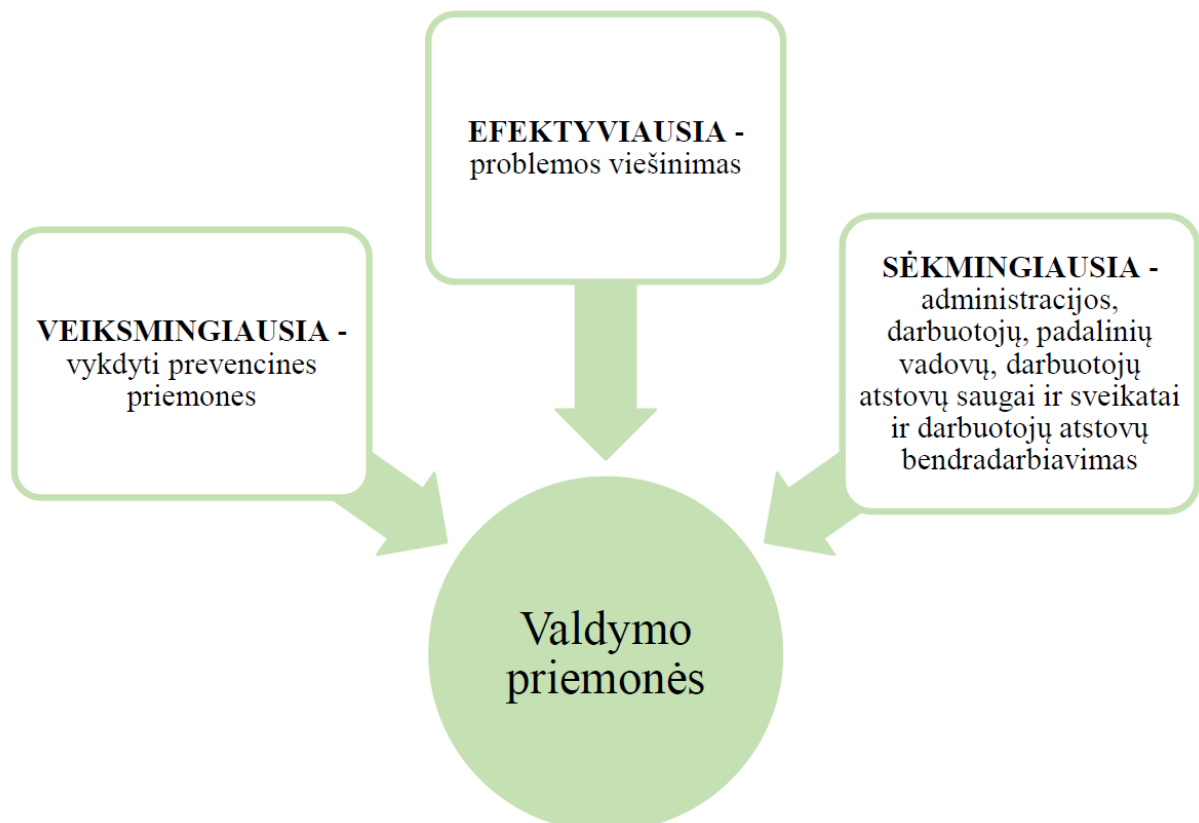 EFEKTYVIAUSIA -
problemos viešinimas
VEIKSMINGIAUSIA -
vykdyti prevencines
priemones
SĖKMINGIAUSIA -
administracijos,
darbuotojų, padalinių
vadovų, darbuotojų
atstovų saugai ir sveikatai
ir darbuotojų atstovų
bendradarbiavimas
Valdymo
priemonės